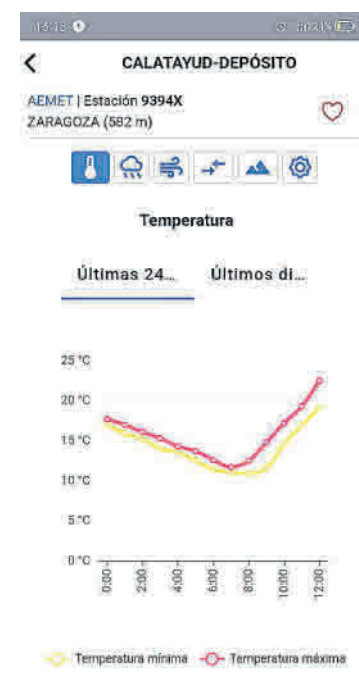 CALATAYUD-DEPÓSITO
AEMET | Estación 9394X
ZARAGOZA (582 m)
Temperatura
Últimas 24... Últimos di...
25 °C
20 °C
15 °C
10 °C
5 °C
0 °C
0:00 2:00 4:00 6:00 8:00 10:00 12:00
Temperatura mínima Temperatura máxima